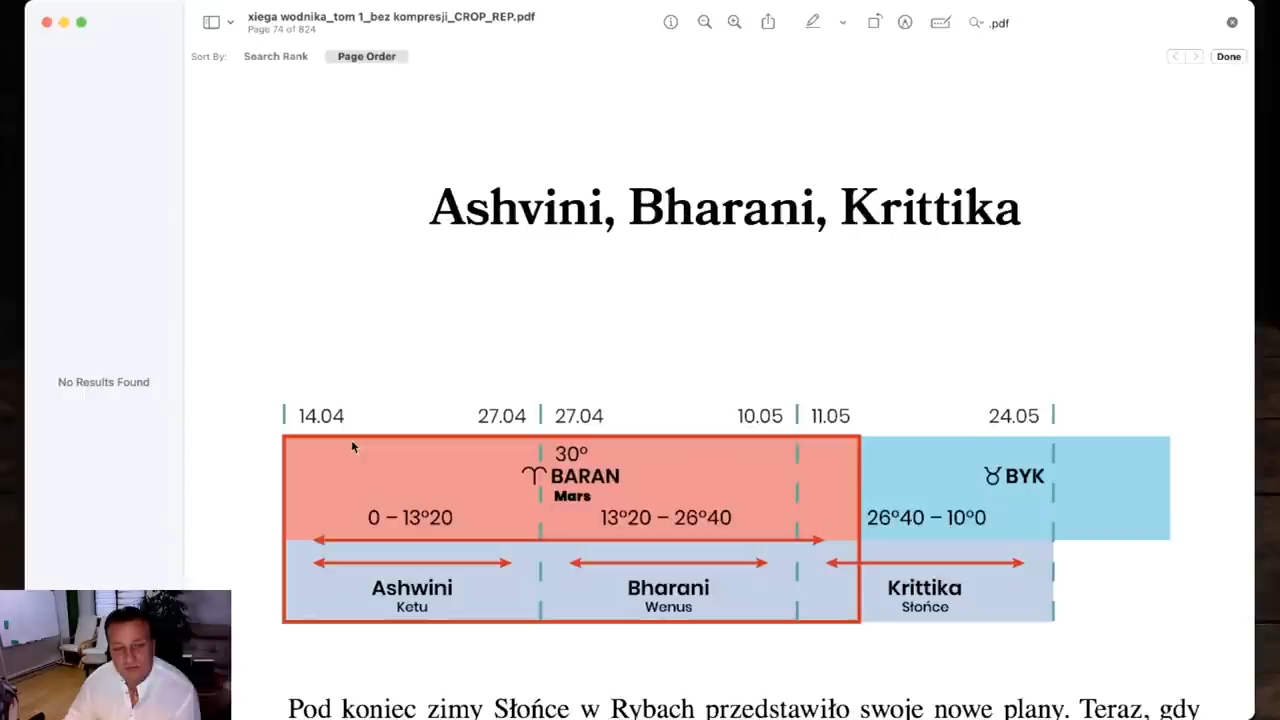 xiega wodnika_tom 1_bez kompresji_CROP_REP.pdf
Page 74 of 824
.pdf
Sort By: Search Rank Page Order
Done
No Results Found
Ashvini, Bharani, Krittika
14.04 27.04 27.04 10.05 11.05 24.05
30°
♈ BARAN ♉ BYK
Mars
0 – 13°20 13°20 – 26°40 26°40 – 10°0
Ashwini Bharani Krittika
Ketu Wenus Słońce
Pod koniec zimy Słońce w Rybach przedstawiło swoje nowe plany. Teraz, gdy